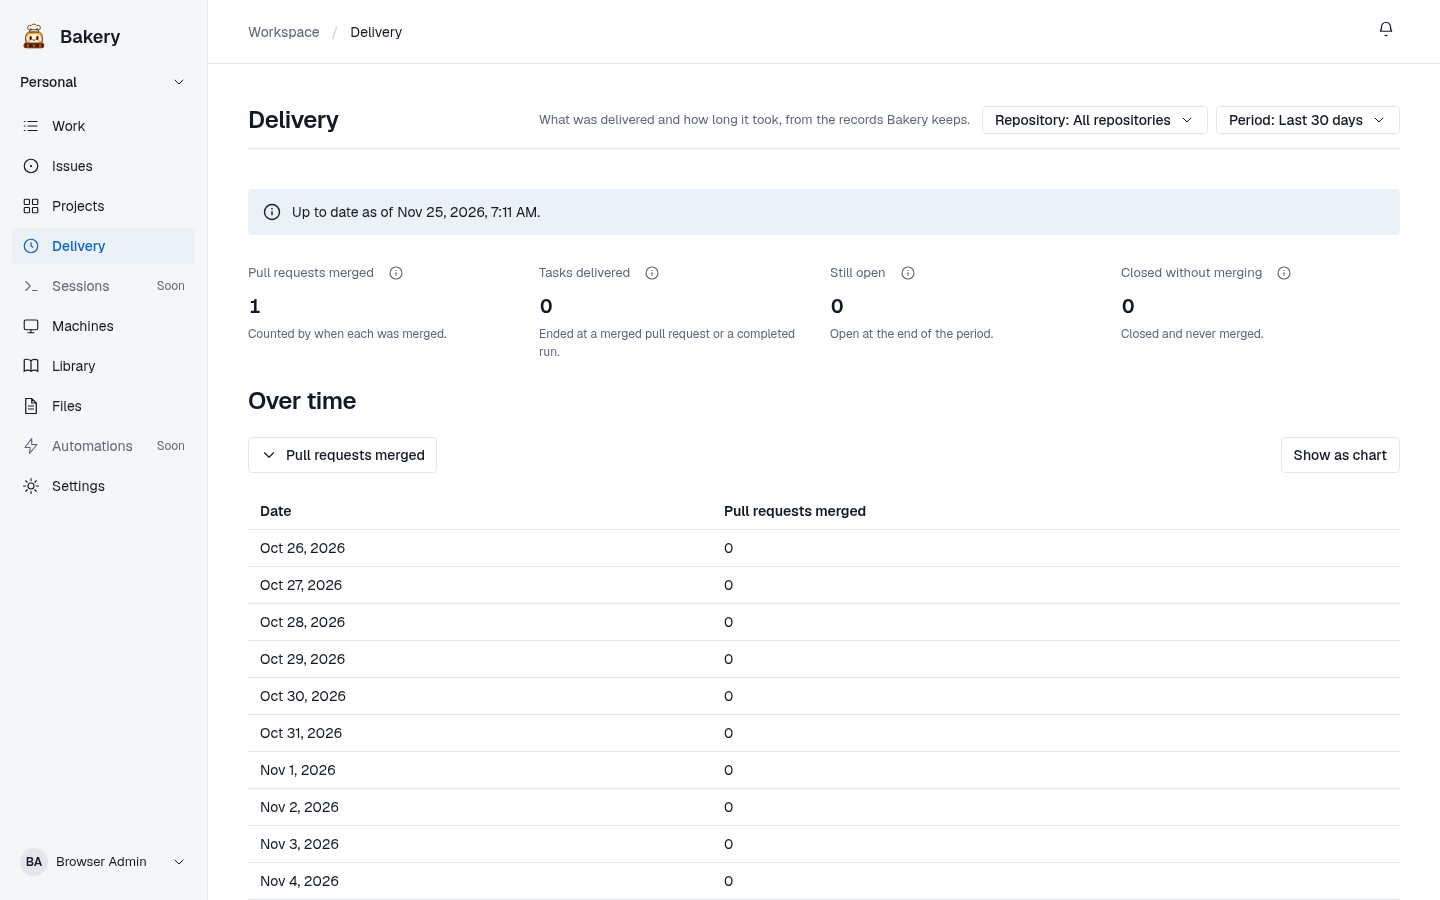 Bakery
Personal
Work
Issues
Projects
Delivery
Sessions Soon
Machines
Library
Files
Automations Soon
Settings
BA Browser Admin
Workspace / Delivery
Delivery
What was delivered and how long it took, from the records Bakery keeps.
Repository: All repositories
Period: Last 30 days
Up to date as of Nov 25, 2026, 7:11 AM.
Pull requests merged
1
Counted by when each was merged.
Tasks delivered
0
Ended at a merged pull request or a completed
run.
Still open
0
Open at the end of the period.
Closed without merging
0
Closed and never merged.
Over time
Pull requests merged
Show as chart
Date Pull requests merged
Oct 26, 2026 0
Oct 27, 2026 0
Oct 28, 2026 0
Oct 29, 2026 0
Oct 30, 2026 0
Oct 31, 2026 0
Nov 1, 2026 0
Nov 2, 2026 0
Nov 3, 2026 0
Nov 4, 2026 0